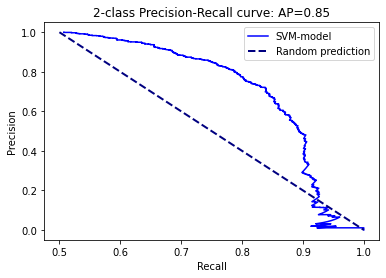 2-class Precision-Recall curve: AP=0.85
SVM-model
Random prediction
Precision
1.0
0.8
0.6
0.4
0.2
0.0
0.5 0.6 0.7 0.8 0.9 1.0
Recall